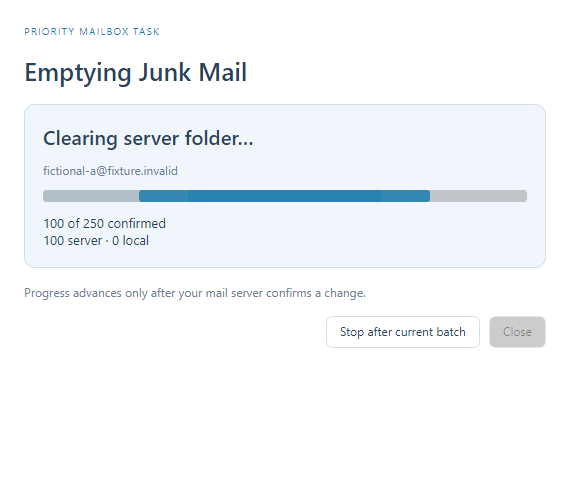 PRIORITY MAILBOX TASK
Emptying Junk Mail
Clearing server folder...
fictional-a@fixture.invalid
100 of 250 confirmed
100 server · 0 local
Progress advances only after your mail server confirms a change.
Stop after current batch
Close